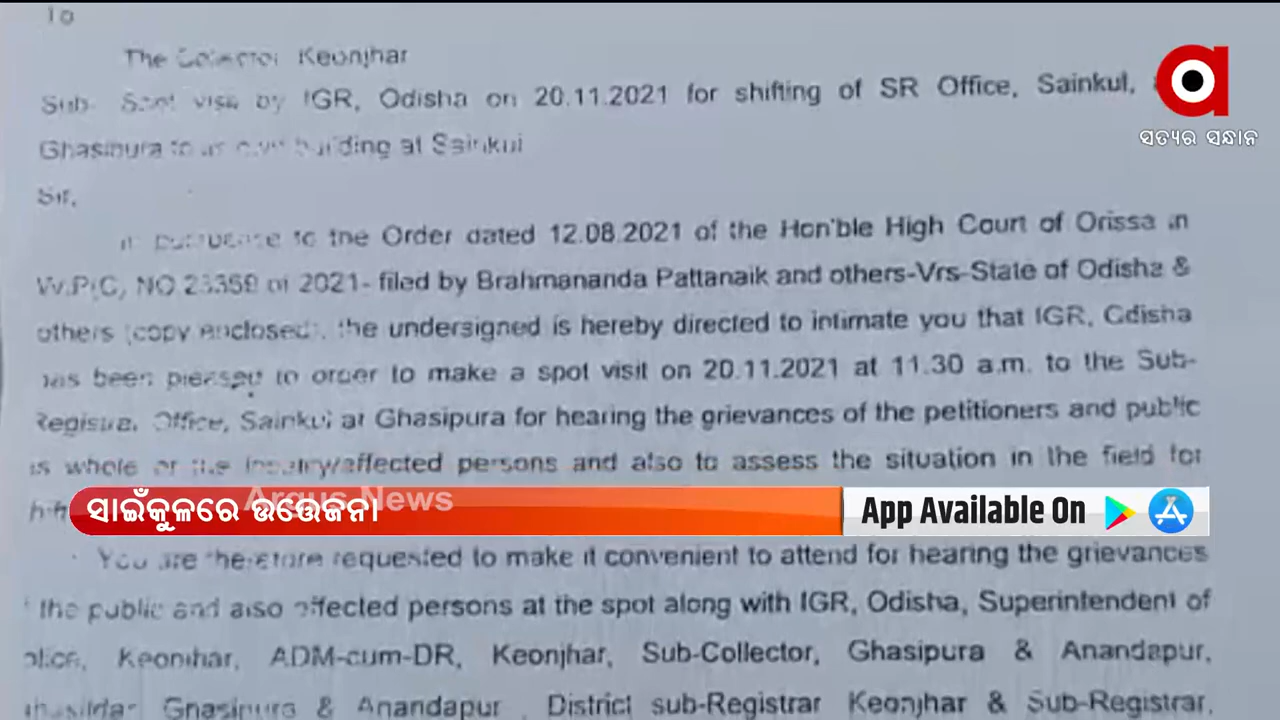 To
The Collector Keonjhar
Sub- Spot visit by IGR, Odisha on 20.11.2021 for shifting of SR Office, Sainkul,
Ghasipura to own building at Sainkul
Sir,
In pursuance to the Order dated 12.08.2021 of the Hon'ble High Court of Orissa in
W.P(C) NO 23359 of 2021- filed by Brahmananda Pattanaik and others-Vrs-State of Odisha &
others (copy enclosed), the undersigned is hereby directed to intimate you that IGR, Odisha
has been pleased to order to make a spot visit on 20.11.2021 at 11.30 a.m. to the Sub-
Registrar Office, Sainkul at Ghasipura for hearing the grievances of the petitioners and public
as whole or the /affected persons and also to assess the situation in the field for
You are therefore requested to make it convenient to attend for hearing the grievances
the public and also affected persons at the spot along with IGR, Odisha, Superintendent of
Keonjhar, ADM-cum-DR, Keonjhar, Sub-Collector, Ghasipura & Anandapur,
Ghasipura & Anandapur, District sub-Registrar Keonjhar & Sub-Registrar,
ସତ୍ୟର ସନ୍ଧାନ
Argus News
ସାଇଁକୁଳରେ ଉତ୍ତେଜନା
App Available On